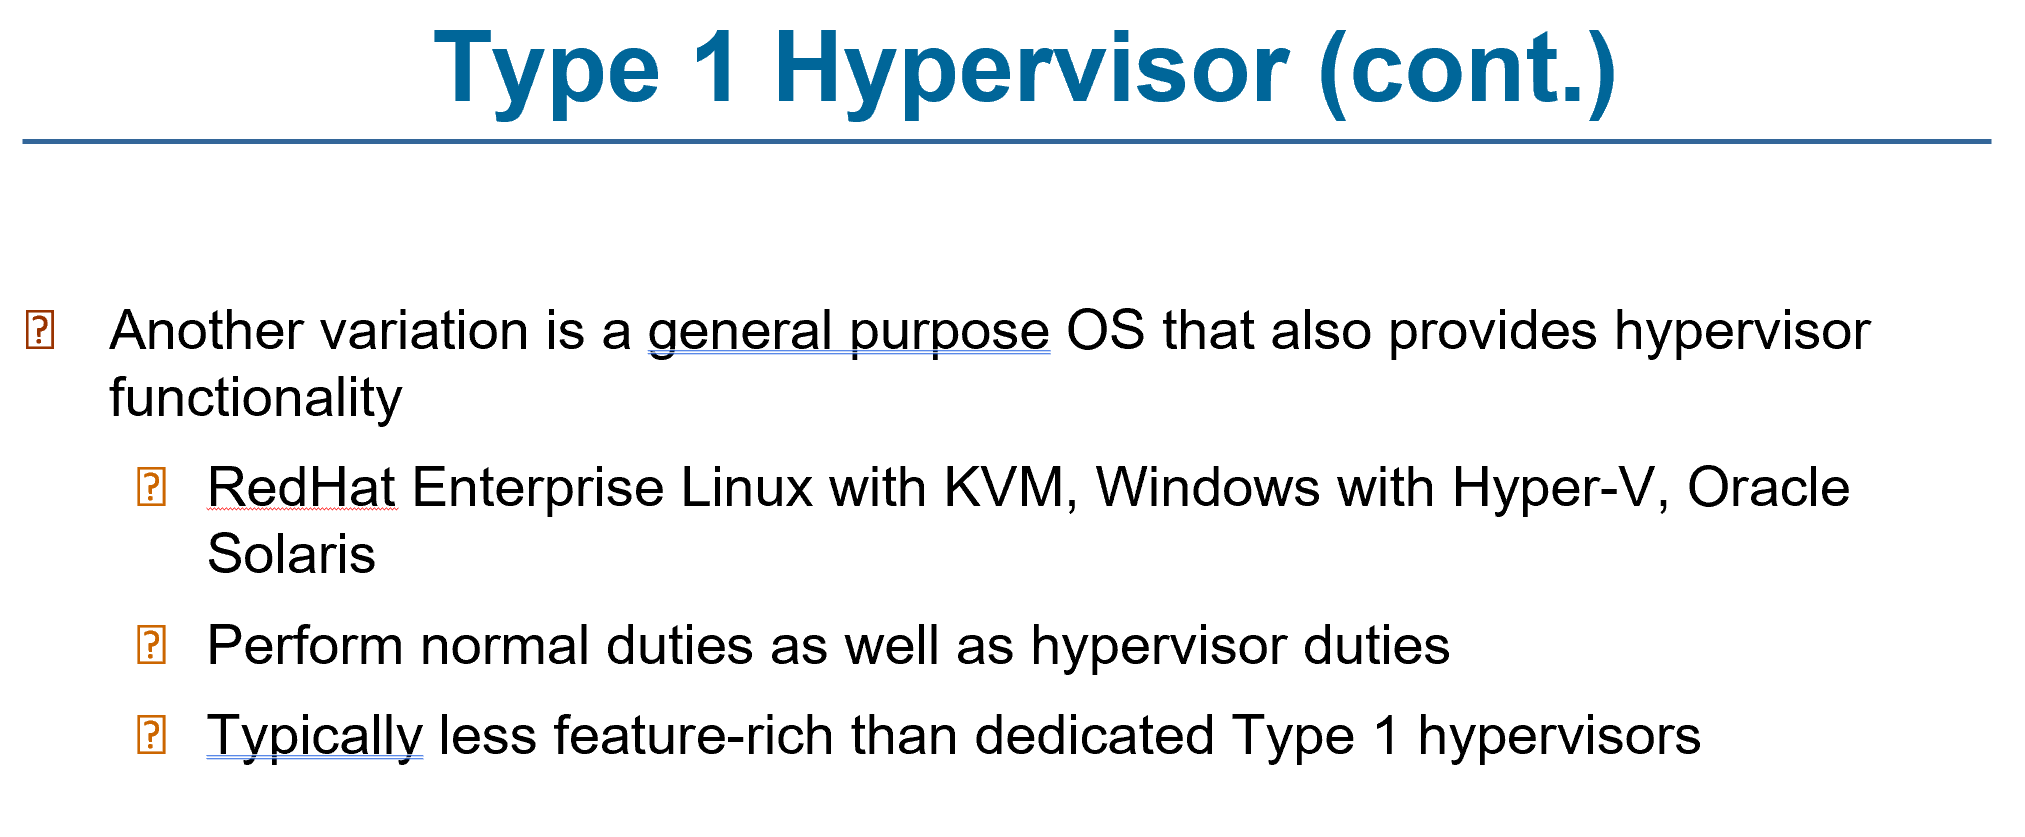 Type 1 Hypervisor (cont.)
Another variation is a general purpose OS that also provides hypervisor
functionality
RedHat Enterprise Linux with KVM, Windows with Hyper-V, Oracle
Solaris
Perform normal duties as well as hypervisor duties
Typically less feature-rich than dedicated Type 1 hypervisors